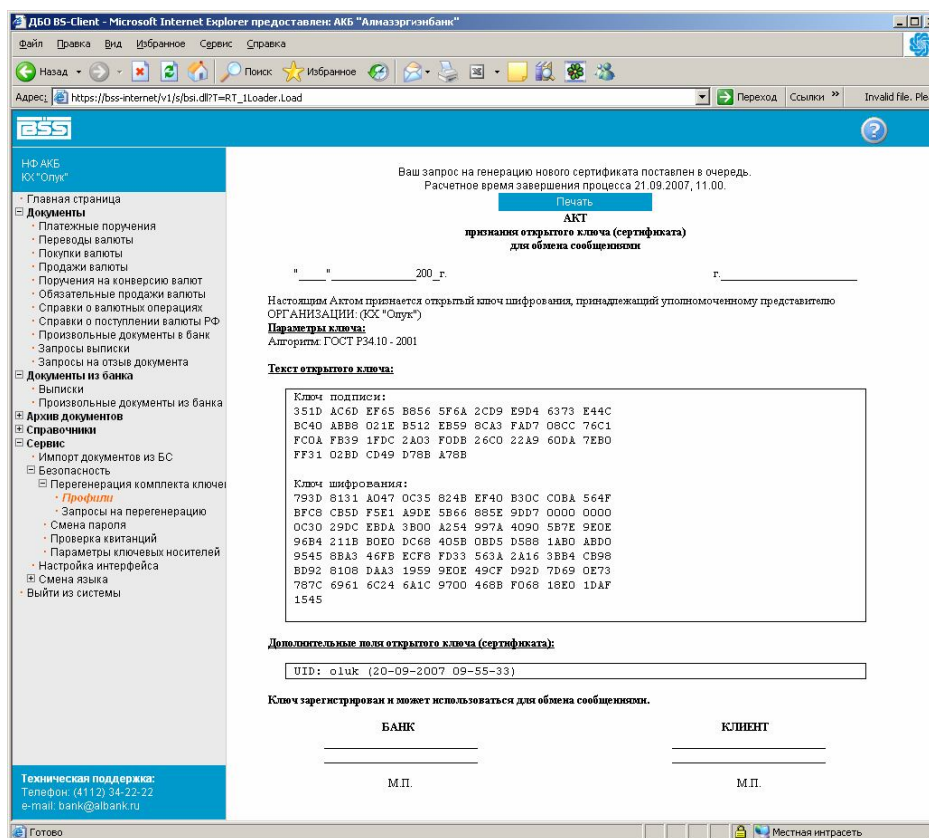 ДБО BS-Client - Microsoft Internet Explorer предоставлен: АКБ "Алмазэргиэнбанк"
Файл Правка Вид Избранное Сервис Справка
Назад Поиск Избранное
Адрес: https://bss-internet/v1/s/bsi.dll?T=RT_1Loader.Load Переход Ссылки » Invalid file. Ple
BSS
НФ АКБ
КХ "Олук"
Главная страница
Документы
Платежные поручения
Переводы валюты
Покупки валюты
Продажи валюты
Поручения на конверсию валют
Обязательные продажи валюты
Справки о валютных операциях
Справки о поступлении валюты РФ
Произвольные документы в банк
Запросы выписки
Запросы на отзыв документа
Документы из банка
Выписки
Произвольные документы из банка
Архив документов
Справочники
Сервис
Импорт документов из БС
Безопасность
Перегенерация комплекта ключе
Профили
Запросы на перегенерацию
Смена пароля
Проверка квитанций
Параметры ключевых носителей
Настройка интерфейса
Смена языка
Выйти из системы
Техническая поддержка:
Телефон: (4112) 34-22-22
e-mail: bank@albank.ru
Ваш запрос на генерацию нового сертификата поставлен в очередь.
Расчетное время завершения процесса 21.09.2007, 11.00.
Печать
АКТ
признания открытого ключа (сертификата)
для обмена сообщениями
"_____"________________200_г. г.______________________
Настоящим Актом признается открытый ключ шифрования, принадлежащий уполномоченному представителю
ОРГАНИЗАЦИИ: (КХ "Олук")
Параметры ключа:
Алгоритм: ГОСТ Р34.10 - 2001
Текст открытого ключа:
Ключ подписи:
351D AC6D EF65 B856 5F6A 2CD9 E9D4 6373 E44C
BC40 ABB8 021E B512 EB59 8CA3 FAD7 08CC 76C1
FC0A FB39 1FDC 2A03 F0DB 26C0 22A9 60DA 7EB0
FF31 02BD CD49 D78B A78B
Ключ шифрования:
793D 8131 A047 0C35 824B EF40 B30C C0BA 564F
BFC8 CB5D F5E1 A9DE 5B66 885E 9DD7 0000 0000
0C30 29DC EBDA 3B00 A254 997A 4090 5B7E 9E0E
96B4 211B B0E0 DC68 405B 0BD5 D588 1AB0 ABD0
9545 8BA3 46FB ECF8 FD33 563A 2A16 3BB4 CB98
BD92 8108 DAA3 1959 9E0E 49CF D92D 7D69 0E73
787C 6961 6C24 6A1C 9700 468B F068 18E0 1DAF
1545
Дополнительные поля открытого ключа (сертификата):
UID: oluk (20-09-2007 09-55-33)
Ключ зарегистрирован и может использоваться для обмена сообщениями.
БАНК КЛИЕНТ
М.П. М.П.
Готово Местная интрасеть